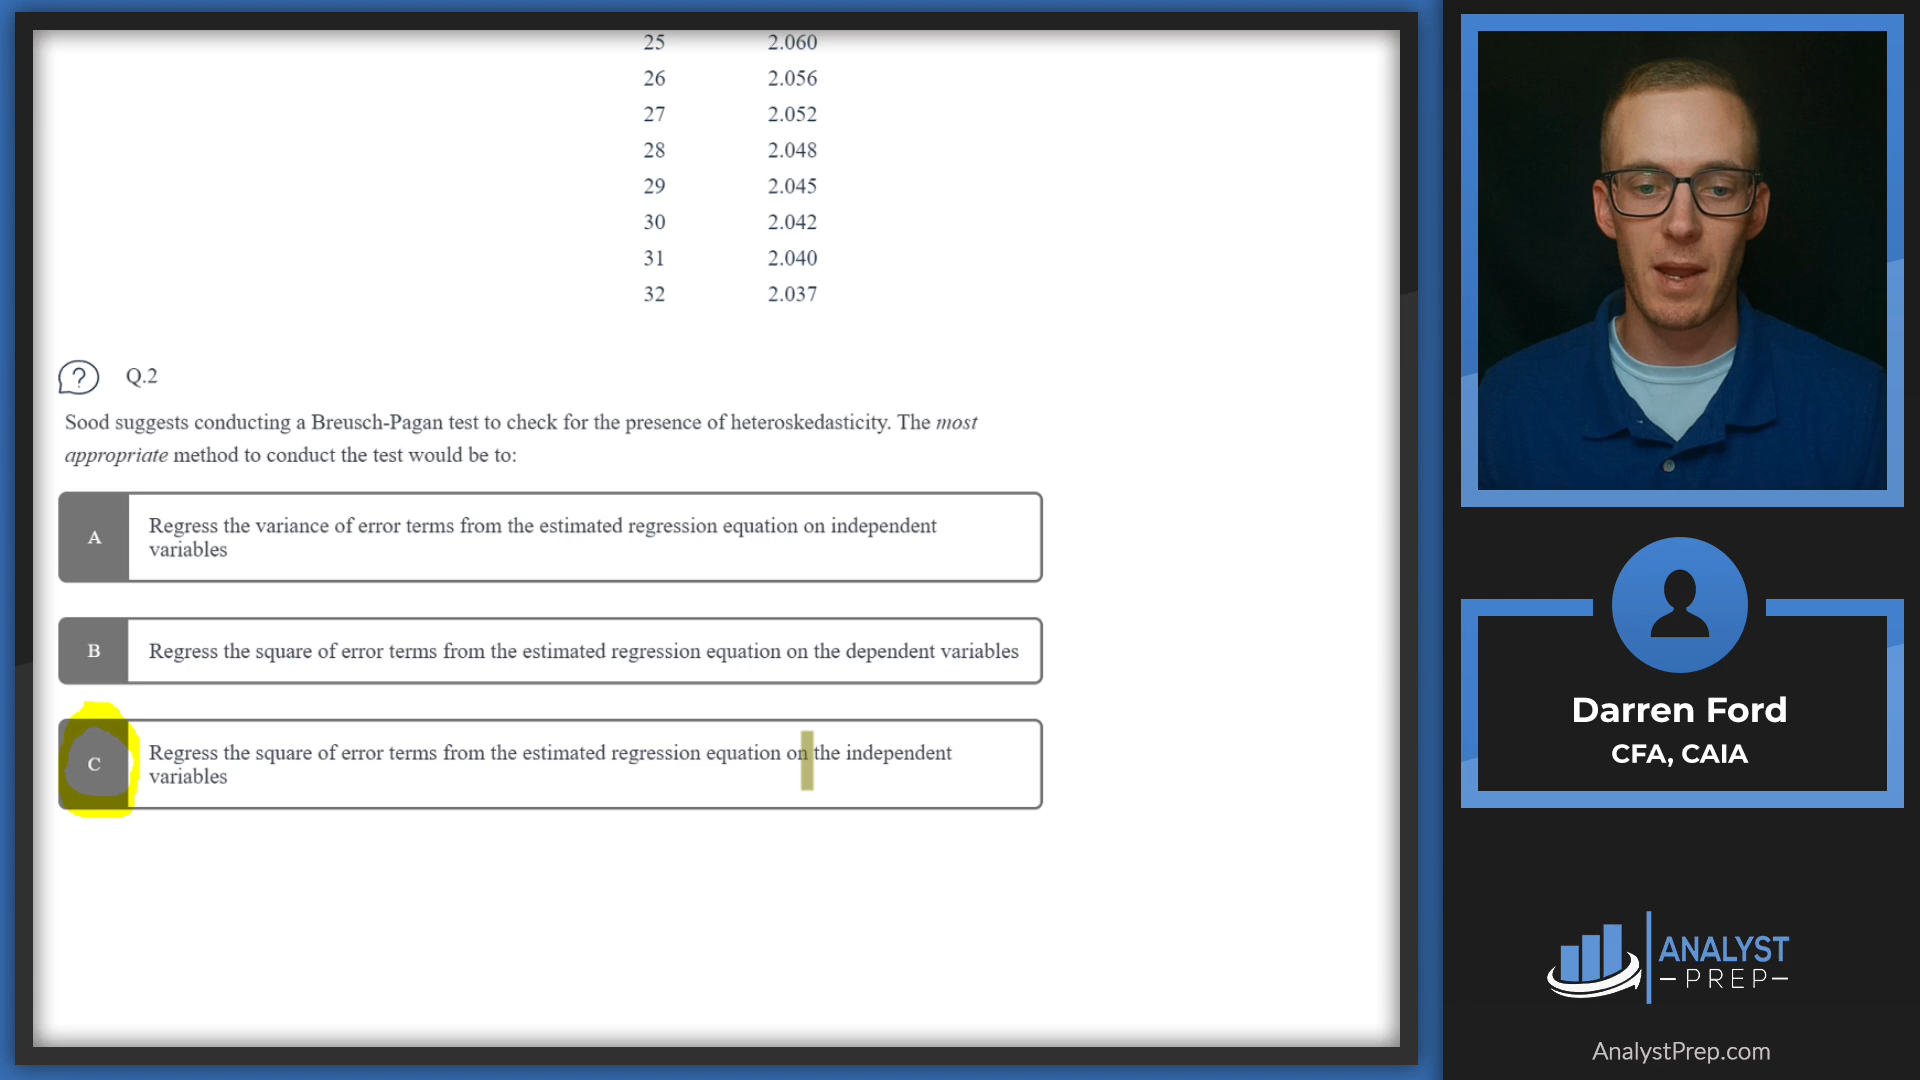 25 2.060
26 2.056
27 2.052
28 2.048
29 2.045
30 2.042
31 2.040
32 2.037
? Q.2
Sood suggests conducting a Breusch-Pagan test to check for the presence of heteroskedasticity. The most
appropriate method to conduct the test would be to:
A Regress the variance of error terms from the estimated regression equation on independent
variables
B Regress the square of error terms from the estimated regression equation on the dependent variables
C Regress the square of error terms from the estimated regression equation on the independent
variables
Darren Ford
CFA, CAIA
ANALYST
PREP
AnalystPrep.com